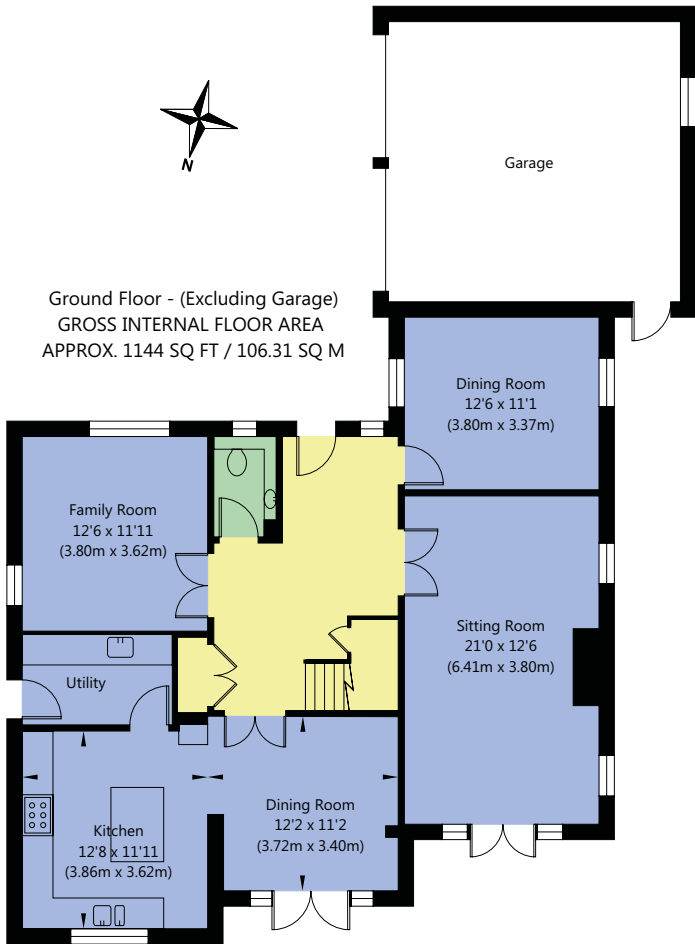 Garage
N
Ground Floor - (Excluding Garage)
GROSS INTERNAL FLOOR AREA
APPROX. 1144 SQ FT / 106.31 SQ M
Dining Room
12'6 x 11'1
(3.80m x 3.37m)
Family Room
12'6 x 11'11
(3.80m x 3.62m)
Sitting Room
21'0 x 12'6
(6.41m x 3.80m)
Utility
Kitchen
12'8 x 11'11
(3.86m x 3.62m)
Dining Room
12'2 x 11'2
(3.72m x 3.40m)